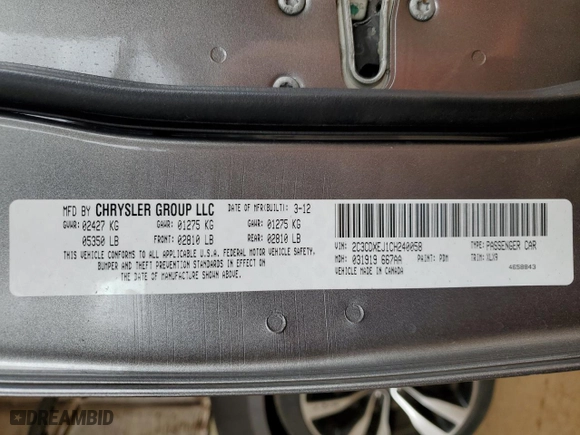 MFD BY CHRYSLER GROUP LLC DATE OF MFR(BUILT): 3-12
GVWR: 02427 KG GAWR: 01275 KG GAWR: 01275 KG
05350 LB FRONT: 02810 LB REAR: 02810 LB
THIS VEHICLE CONFORMS TO ALL APPLICABLE U.S.A. FEDERAL MOTOR VEHICLE SAFETY,
BUMPER AND THEFT PREVENTION STANDARDS IN EFFECT ON
THE DATE OF MANUFACTURE SHOWN ABOVE.
VIN: 2C3CDXEJ1CH240058 TYPE: PASSENGER CAR
MDH: 031919 667AA PAINT: PDM TRIM: XLX9
VEHICLE MADE IN CANADA 4658843
DREAMBID